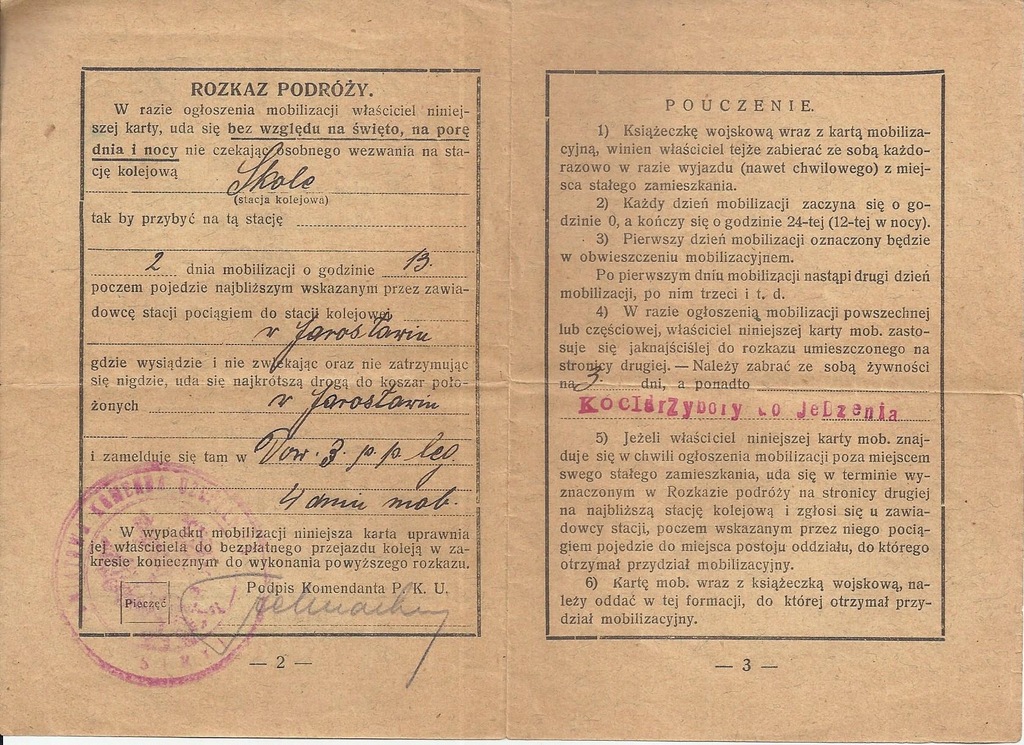 ROZKAZ PODRÓŻY.
W razie ogłoszenia mobilizacji właściciel niniej-
szej karty, uda się bez względu na święto, na porę
dnia i nocy nie czekając osobnego wezwania na sta-
cję kolejową Skole
(stacja kolejowa)
tak by przybyć na tą stację
2 dnia mobilizacji o godzinie 13.
poczem pojedzie najbliższym wskazanym przez zawia-
dowcę stacji pociągiem do stacji kolejowej
w Jarosławiu
gdzie wysiądzie i nie zwlekając oraz nie zatrzymując
się nigdzie, uda się najkrótszą drogą do koszar poło-
żonych w Jarosławiu
i zamelduje się tam w Dow. 3. p. p. leg
4 dniu mob.
W wypadku mobilizacji niniejsza karta uprawnia
jej właściciela do bezpłatnego przejazdu koleją w za-
kresie koniecznym do wykonania powyższego rozkazu.
Podpis Komendanta P. K. U.
Pieczęć
— 2 —
POUCZENIE.
1) Książeczkę wojskową wraz z kartą mobiliza-
cyjną, winien właściciel tejże zabierać ze sobą każdo-
razowo w razie wyjazdu (nawet chwilowego) z miej-
sca stałego zamieszkania.
2) Każdy dzień mobilizacji zaczyna się o go-
dzinie 0, a kończy się o godzinie 24-tej (12-tej w nocy).
3) Pierwszy dzień mobilizacji oznaczony będzie
w obwieszczeniu mobilizacyjnem.
Po pierwszym dniu mobilizacji nastąpi drugi dzień
mobilizacji, po nim trzeci i t. d.
4) W razie ogłoszenią mobilizacji powszechnej
lub częściowej, właściciel niniejszej karty mob. zasto-
suje się jaknajściślej do rozkazu umieszczonego na
stronicy drugiej. — Należy zabrać ze sobą żywności
na 3. dni, a ponadto
Koc i przybory do jedzenia
5) Jeżeli właściciel niniejszej karty mob. znaj-
duje się w chwili ogłoszenia mobilizacji poza miejscem
swego stałego zamieszkania, uda się w terminie wy-
znaczonym w Rozkazie podróży na stronicy drugiej
na najbliższą stację kolejową i zgłosi się u zawia-
dowcy stacji, poczem wskazanym przez niego pocią-
giem pojedzie do miejsca postoju oddziału, do którego
otrzymał przydział mobilizacyjny.
6) Kartę mob. wraz z książeczką wojskową, na-
leży oddać w tej formacji, do której otrzymał przy-
dział mobilizacyjny.
— 3 —